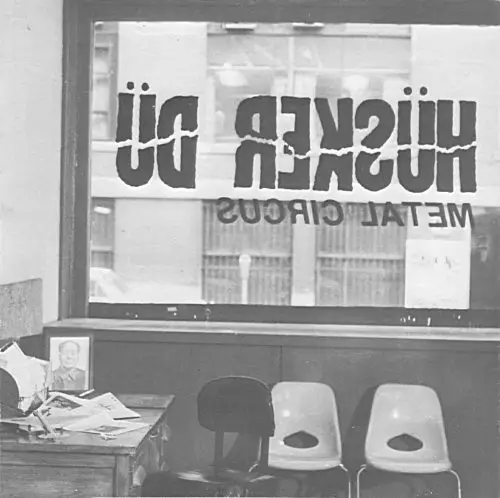 HÜSKER DÜ
METAL CIRCUS